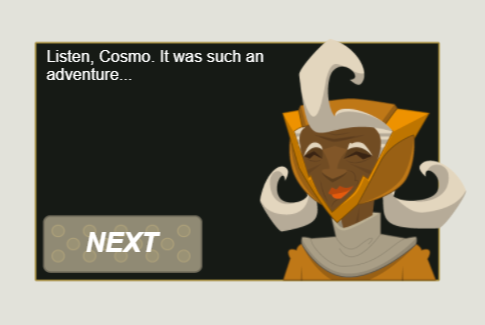 Listen, Cosmo. It was such an
adventure...
NEXT